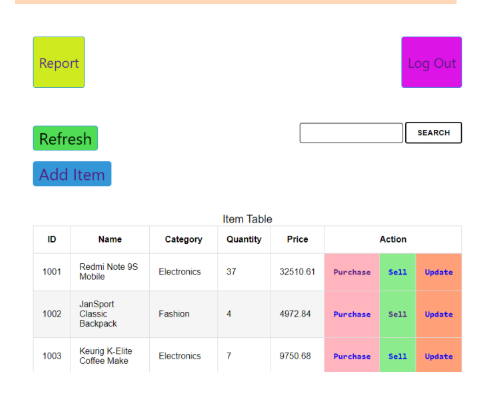 Report
Log Out
Refresh
SEARCH
Add Item
Item Table
ID Name Category Quantity Price Action
1001 Redmi Note 9S Mobile Electronics 37 32510.61 Purchase Sell Update
1002 JanSport Classic Backpack Fashion 4 4972.84 Purchase Sell Update
1003 Keurig K-Elite Coffee Make Electronics 7 9750.68 Purchase Sell Update